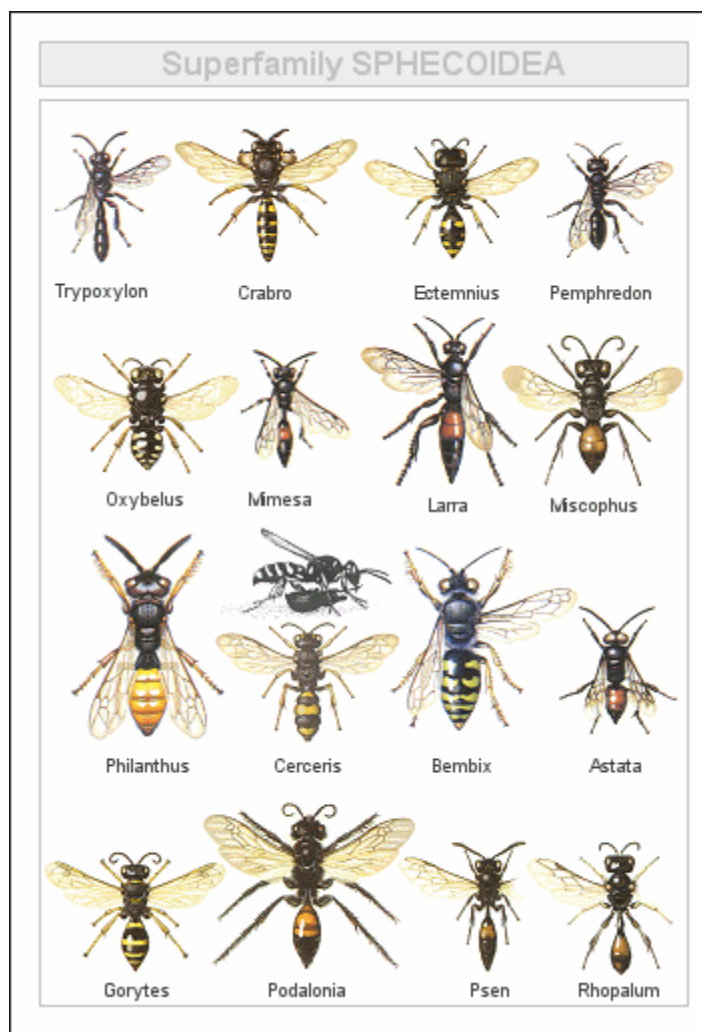 Superfamily SPHECOIDEA
Trypoxylon
Crabro
Ectemnius
Pemphredon
Oxybelus
Mimesa
Larra
Miscophus
Philanthus
Cerceris
Bembix
Astata
Gorytes
Podalonia
Psen
Rhopalum